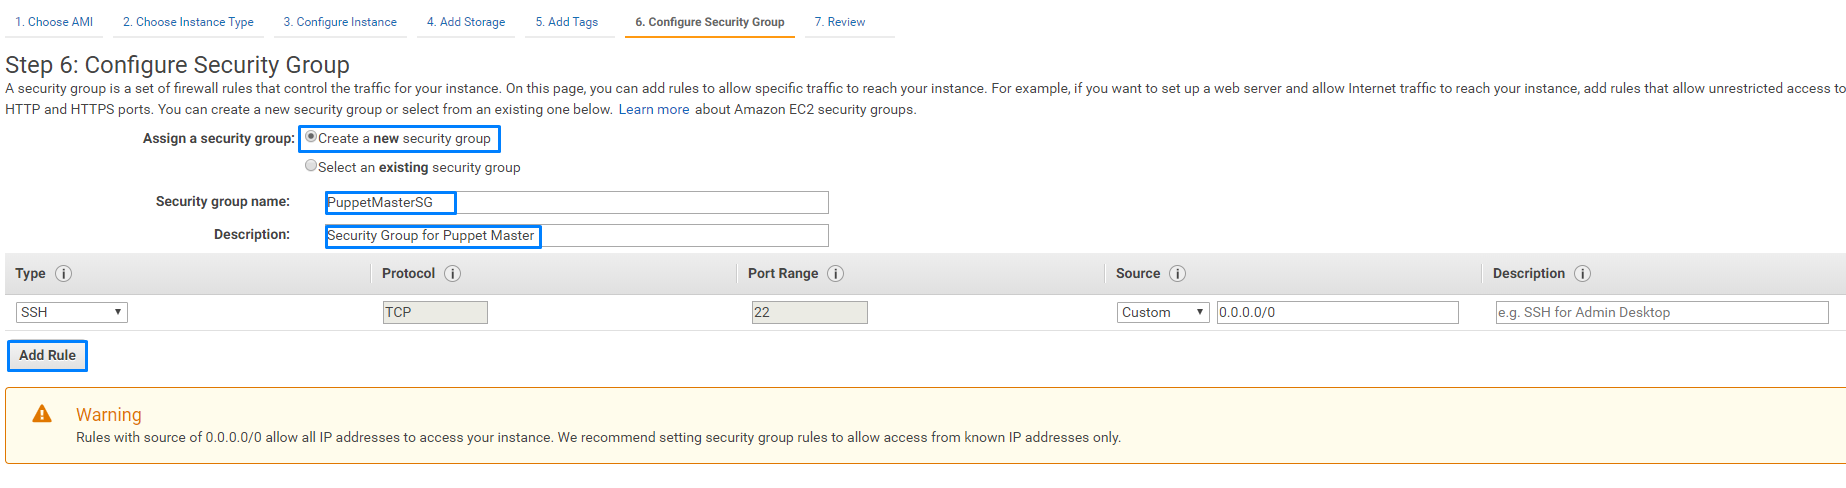 1. Choose AMI 2. Choose Instance Type 3. Configure Instance 4. Add Storage 5. Add Tags 6. Configure Security Group 7. Review
Step 6: Configure Security Group
A security group is a set of firewall rules that control the traffic for your instance. On this page, you can add rules to allow specific traffic to reach your instance. For example, if you want to set up a web server and allow Internet traffic to reach your instance, add rules that allow unrestricted access to
HTTP and HTTPS ports. You can create a new security group or select from an existing one below. Learn more about Amazon EC2 security groups.
Assign a security group: Create a new security group
Select an existing security group
Security group name: PuppetMasterSG
Description: Security Group for Puppet Master
Type i Protocol i Port Range i Source i Description i
SSH TCP 22 Custom 0.0.0.0/0 e.g. SSH for Admin Desktop
Add Rule
Warning
Rules with source of 0.0.0.0/0 allow all IP addresses to access your instance. We recommend setting security group rules to allow access from known IP addresses only.